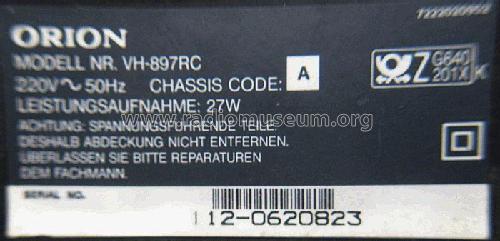 7222020952
ORION
MODELL NR. VH-897RC
220V~50Hz CHASSIS CODE: A
LEISTUNGSAUFNAHME: 27W
Z G640 201X K
www.radiomuseum.org
ACHTUNG: SPANNUNGSFÜHRENDE TEILE.
DESHALB ABDECKUNG NICHT ENTFERNEN.
ÜBERLASSEN SIE BITTE REPARATUREN
DEM FACHMANN.
SERIAL NO.
112-0620823